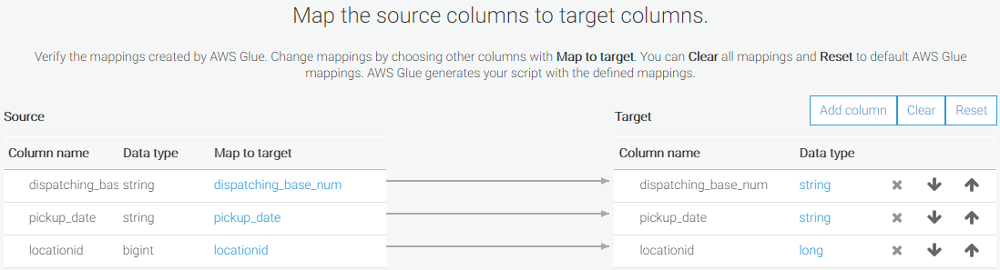 Map the source columns to target columns.
Verify the mappings created by AWS Glue. Change mappings by choosing other columns with Map to target. You can Clear all mappings and Reset to default AWS Glue
mappings. AWS Glue generates your script with the defined mappings.
Add column Clear Reset
Source Target
Column name Data type Map to target Column name Data type
dispatching_bas string dispatching_base_num dispatching_base_num string
pickup_date string pickup_date pickup_date string
locationid bigint locationid locationid long